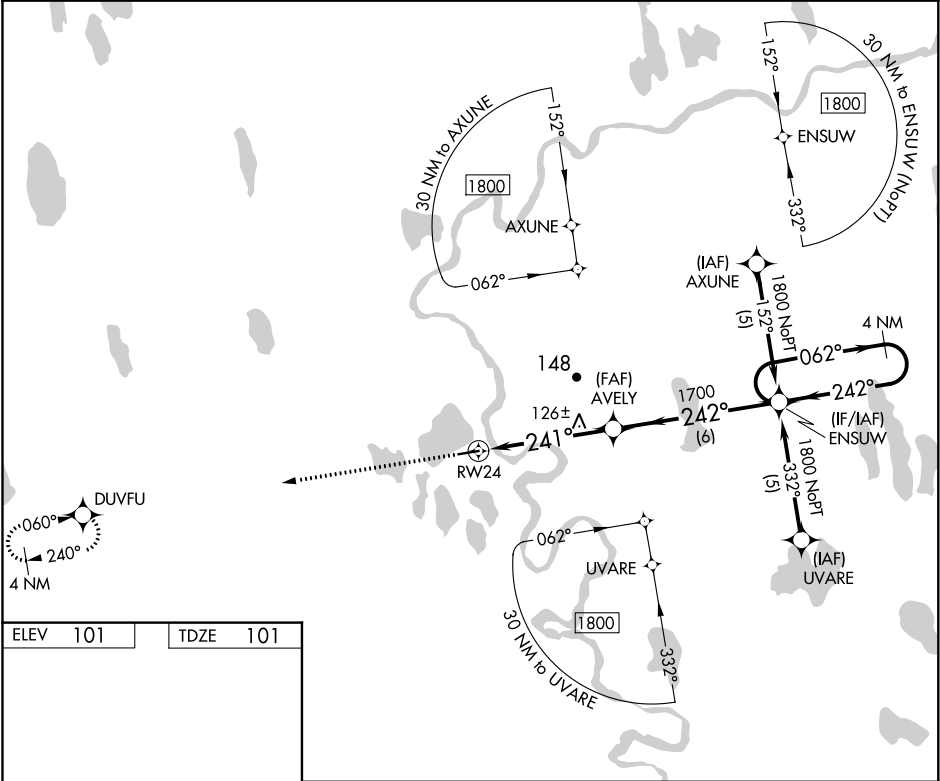 152°
30 NM to ENSUW (NoPT)
1800
ENSUW
332°
30 NM to AXUNE
152°
1800
AXUNE
062°
(IAF)
AXUNE
1800 NoPT
152°
(5)
4 NM
062°
242°
(IF/IAF)
ENSUW
148
(FAF)
AVELY
1700
242°
(6)
126±
241°
RW24
1800 NoPT
332°
(5)
(IAF)
UVARE
DUVFU
060°
240°
4 NM
062°
UVARE
1800
30 NM to UVARE
332°
ELEV 101
TDZE 101